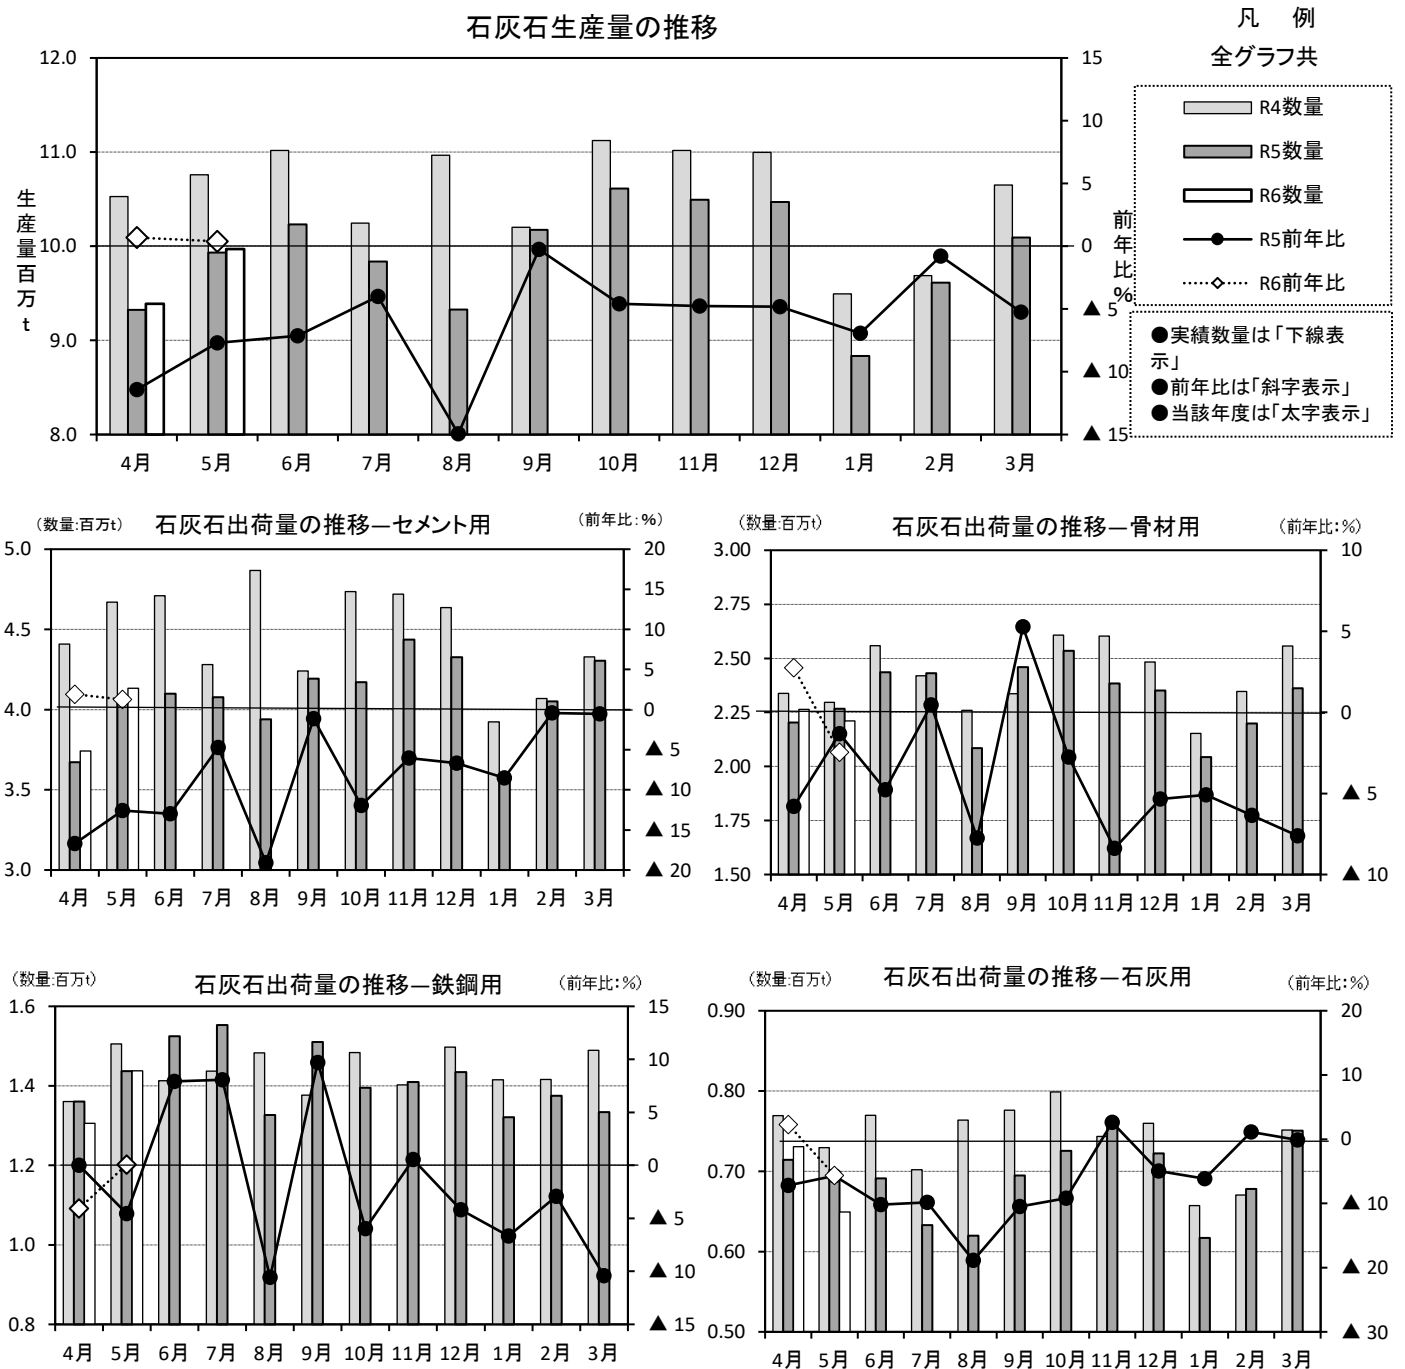 石灰石生産量の推移
凡 例
全グラフ共
R4数量
R5数量
R6数量
R5前年比
R6前年比
●実績数量は「下線表
示」
●前年比は「斜字表示」
●当該年度は「太字表示」
生産量百万t
12.0
11.0
10.0
9.0
8.0
前年比%
15
10
5
0
▲ 5
▲ 10
▲ 15
4月 5月 6月 7月 8月 9月 10月 11月 12月 1月 2月 3月
(数量:百万t) 石灰石出荷量の推移—セメント用 (前年比:%)
5.0
4.5
4.0
3.5
3.0
20
15
10
5
0
▲ 5
▲ 10
▲ 15
▲ 20
4月 5月 6月 7月 8月 9月 10月 11月 12月 1月 2月 3月
(数量:百万t) 石灰石出荷量の推移—骨材用 (前年比:%)
3.00
2.75
2.50
2.25
2.00
1.75
1.50
10
5
0
▲ 5
▲ 10
4月 5月 6月 7月 8月 9月 10月 11月 12月 1月 2月 3月
(数量:百万t) 石灰石出荷量の推移—鉄鋼用 (前年比:%)
1.6
1.4
1.2
1.0
0.8
15
10
5
0
▲ 5
▲ 10
▲ 15
4月 5月 6月 7月 8月 9月 10月 11月 12月 1月 2月 3月
(数量:百万t) 石灰石出荷量の推移—石灰用 (前年比:%)
0.90
0.80
0.70
0.60
0.50
20
10
0
▲ 10
▲ 20
▲ 30
4月 5月 6月 7月 8月 9月 10月 11月 12月 1月 2月 3月